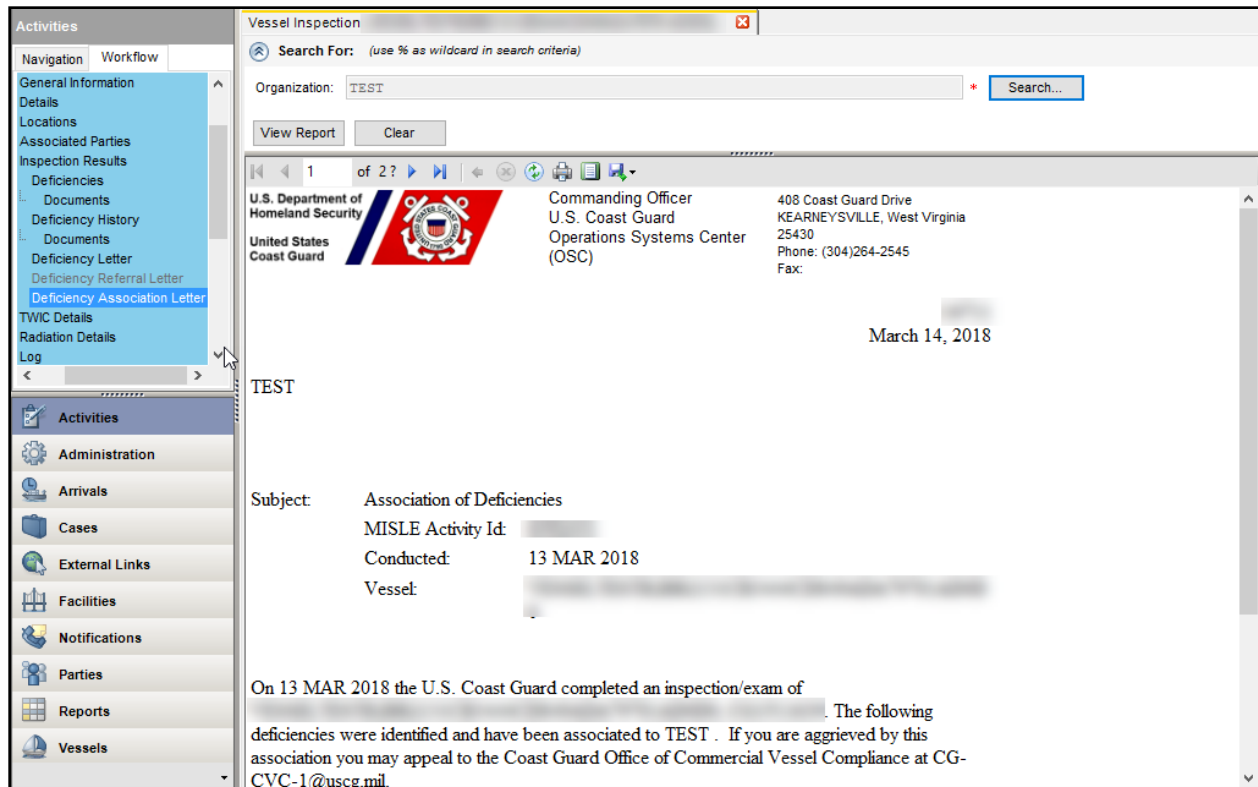 Activities
Navigation Workflow
General Information
Details
Locations
Associated Parties
Inspection Results
Deficiencies
Documents
Deficiency History
Documents
Deficiency Letter
Deficiency Referral Letter
Deficiency Association Letter
TWIC Details
Radiation Details
Log
Activities
Administration
Arrivals
Cases
External Links
Facilities
Notifications
Parties
Reports
Vessels
Vessel Inspection
Search For: (use % as wildcard in search criteria)
Organization: TEST * Search...
View Report Clear
1 of 2 ?
U.S. Department of
Homeland Security
United States
Coast Guard
Commanding Officer
U.S. Coast Guard
Operations Systems Center
(OSC)
408 Coast Guard Drive
KEARNEYSVILLE, West Virginia
25430
Phone: (304)264-2545
Fax:
March 14, 2018
TEST
Subject: Association of Deficiencies
MISLE Activity Id:
Conducted: 13 MAR 2018
Vessel:
On 13 MAR 2018 the U.S. Coast Guard completed an inspection/exam of
. The following
deficiencies were identified and have been associated to TEST . If you are aggrieved by this
association you may appeal to the Coast Guard Office of Commercial Vessel Compliance at CG-
CVC-1@uscg.mil.